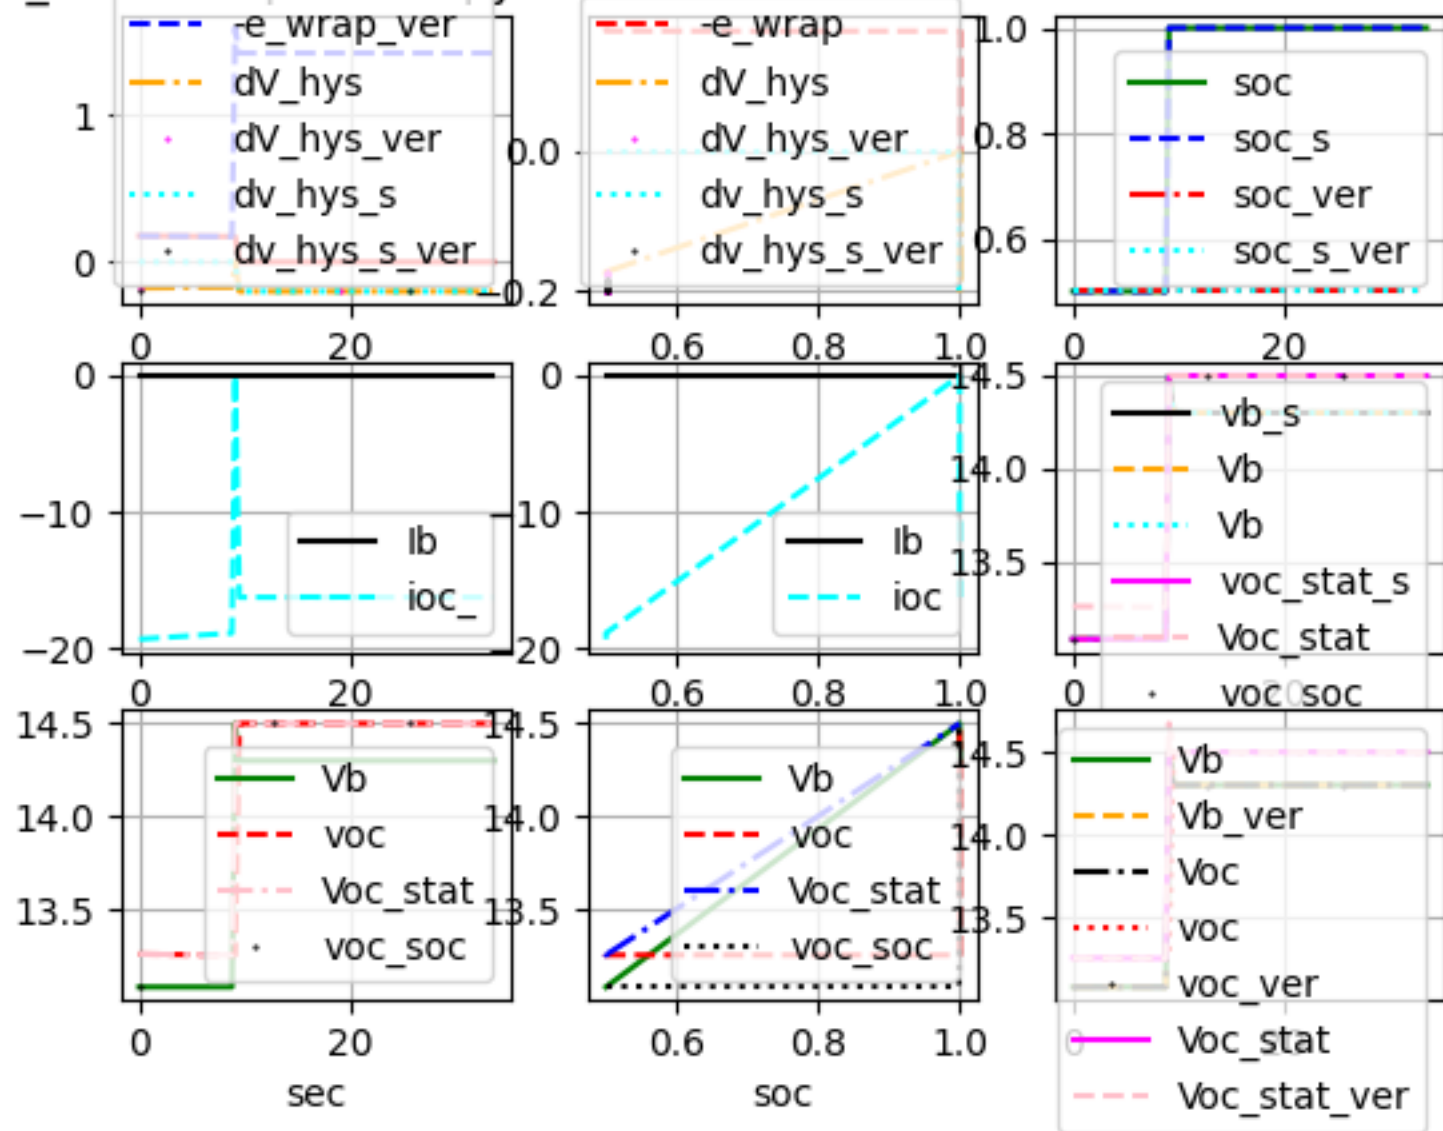 -e_wrap_ver
dV_hys
dV_hys_ver
dv_hys_s
dv_hys_s_ver
1
0
0
20
-e_wrap
dV_hys
dV_hys_ver
dv_hys_s
dv_hys_s_ver
0.0
−0.2
0.6
0.8
1.0
soc
soc_s
soc_ver
soc_s_ver
1.0
0.8
0.6
0
20
0
−10
−20
Ib
ioc_
0
20
0
−10
−20
Ib
ioc
0.6
0.8
1.0
14.5
14.0
13.5
vb_s
Vb
Vb
voc_stat_s
Voc_stat
voc_soc
0
20
14.5
14.0
13.5
Vb
voc
Voc_stat
voc_soc
0
20
sec
14.5
14.0
13.5
Vb
voc
Voc_stat
voc_soc
0.6
0.8
1.0
soc
14.5
14.0
13.5
Vb
Vb_ver
Voc
voc
voc_ver
Voc_stat
Voc_stat_ver
0
20